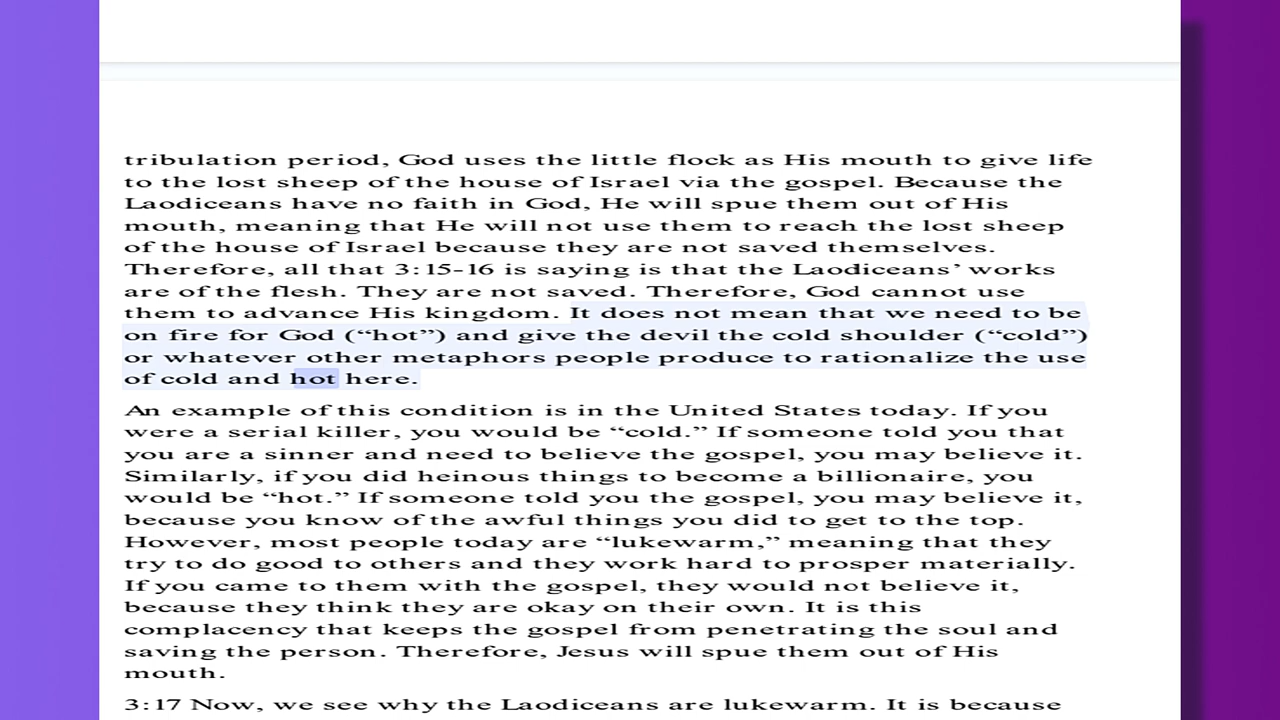 tribulation period, God uses the little flock as His mouth to give life
to the lost sheep of the house of Israel via the gospel. Because the
Laodiceans have no faith in God, He will spue them out of His
mouth, meaning that He will not use them to reach the lost sheep
of the house of Israel because they are not saved themselves.
Therefore, all that 3:15-16 is saying is that the Laodiceans’ works
are of the flesh. They are not saved. Therefore, God cannot use
them to advance His kingdom. It does not mean that we need to be
on fire for God (“hot”) and give the devil the cold shoulder (“cold”)
or whatever other metaphors people produce to rationalize the use
of cold and hot here.
An example of this condition is in the United States today. If you
were a serial killer, you would be “cold.” If someone told you that
you are a sinner and need to believe the gospel, you may believe it.
Similarly, if you did heinous things to become a billionaire, you
would be “hot.” If someone told you the gospel, you may believe it,
because you know of the awful things you did to get to the top.
However, most people today are “lukewarm,” meaning that they
try to do good to others and they work hard to prosper materially.
If you came to them with the gospel, they would not believe it,
because they think they are okay on their own. It is this
complacency that keeps the gospel from penetrating the soul and
saving the person. Therefore, Jesus will spue them out of His
mouth.
3:17 Now, we see why the Laodiceans are lukewarm. It is because